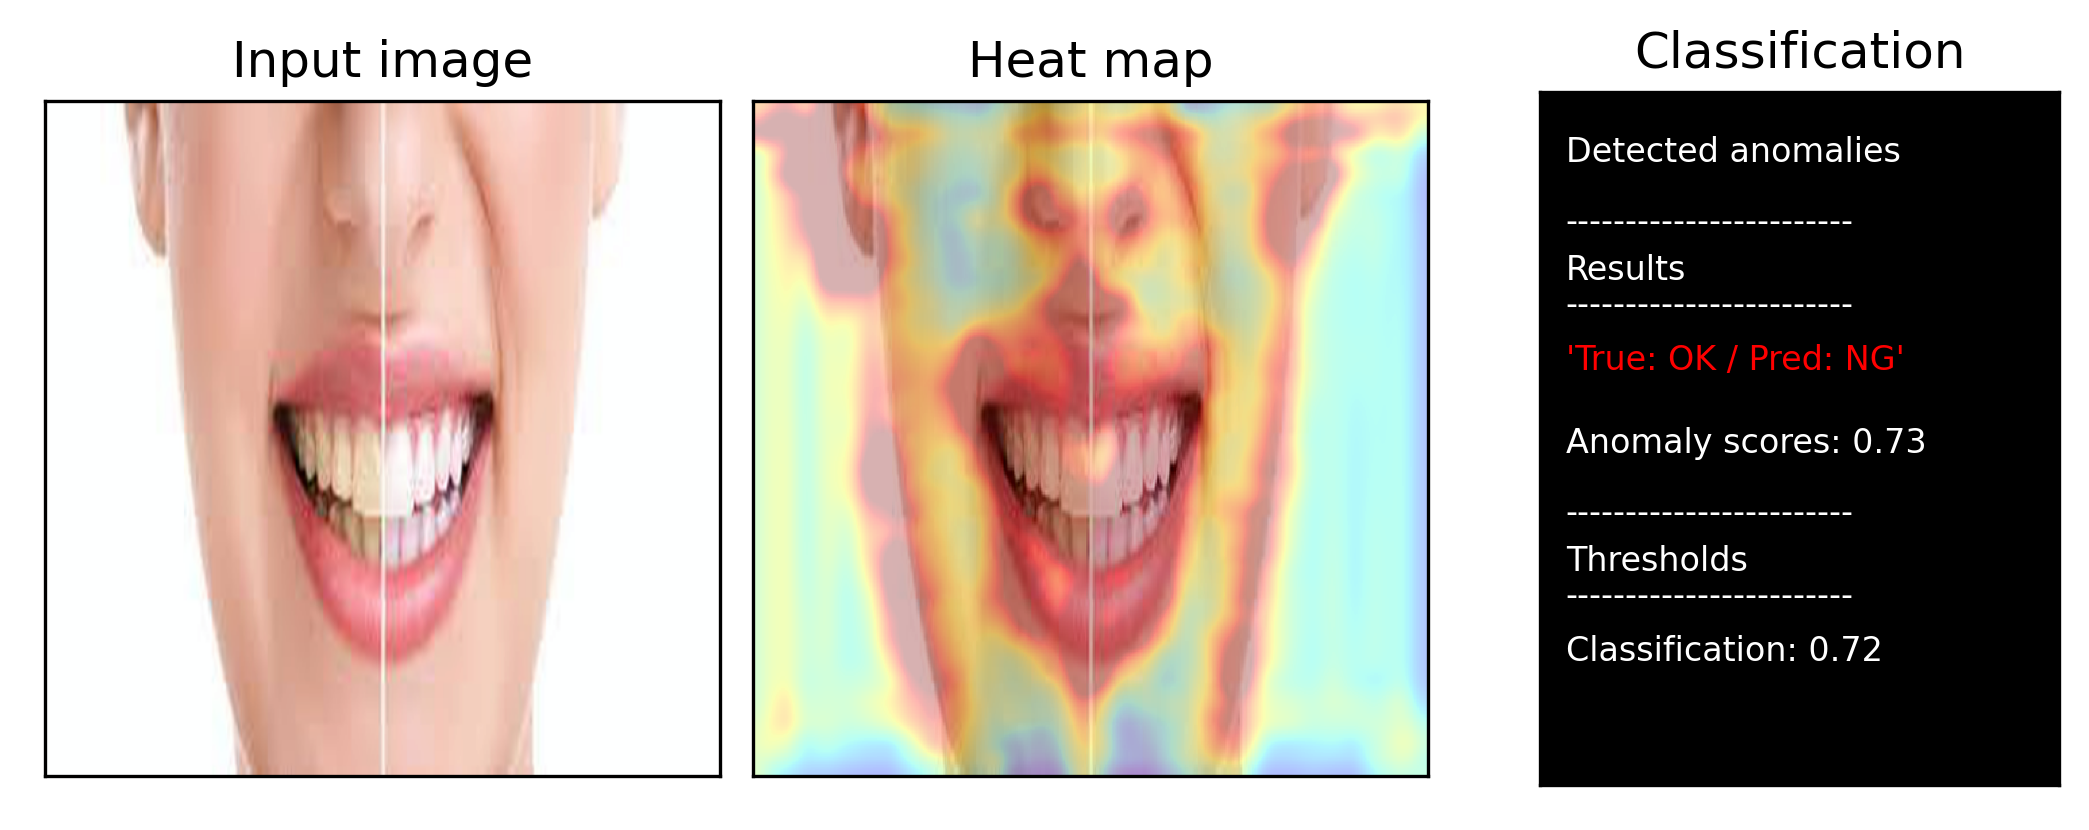 Input image
Heat map
Classification
Detected anomalies
------------------------
Results
------------------------
'True: OK / Pred: NG'
Anomaly scores: 0.73
------------------------
Thresholds
------------------------
Classification: 0.72